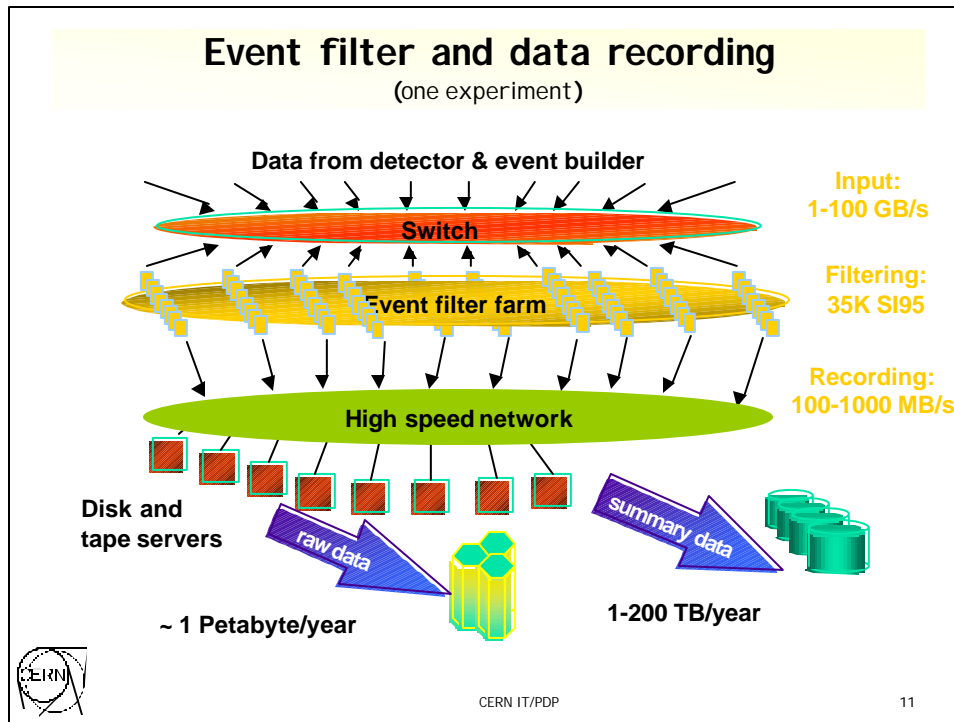 Event filter and data recording
(one experiment)
Data from detector & event builder
Input:
1-100 GB/s
Switch
Filtering:
35K SI95
Event filter farm
Recording:
100-1000 MB/s
High speed network
Disk and
tape servers
raw data
summary data
~ 1 Petabyte/year
1-200 TB/year
CERN
CERN IT/PDP
11